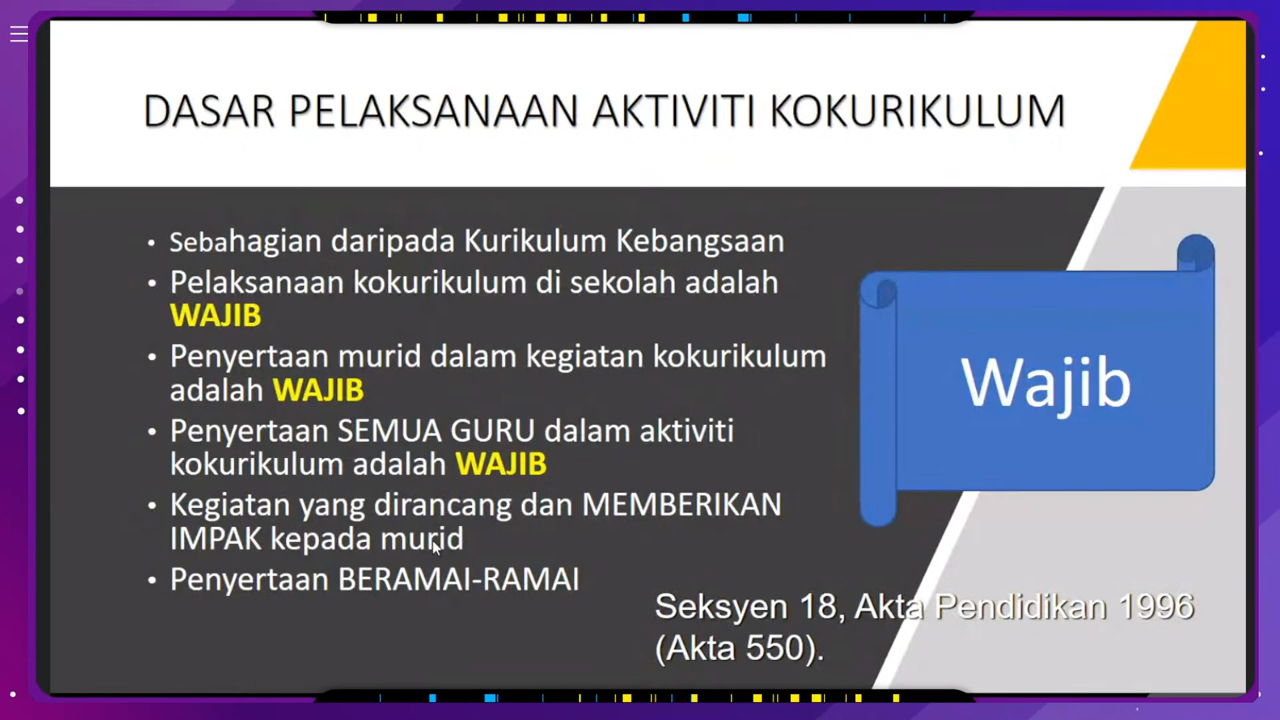 DASAR PELAKSANAAN AKTIVITI KOKURIKULUM
• Sebahagian daripada Kurikulum Kebangsaan
• Pelaksanaan kokurikulum di sekolah adalah
WAJIB
• Penyertaan murid dalam kegiatan kokurikulum
adalah WAJIB
• Penyertaan SEMUA GURU dalam aktiviti
kokurikulum adalah WAJIB
• Kegiatan yang dirancang dan MEMBERIKAN
IMPAK kepada murid
• Penyertaan BERAMAI-RAMAI
Wajib
Seksyen 18, Akta Pendidikan 1996
(Akta 550).